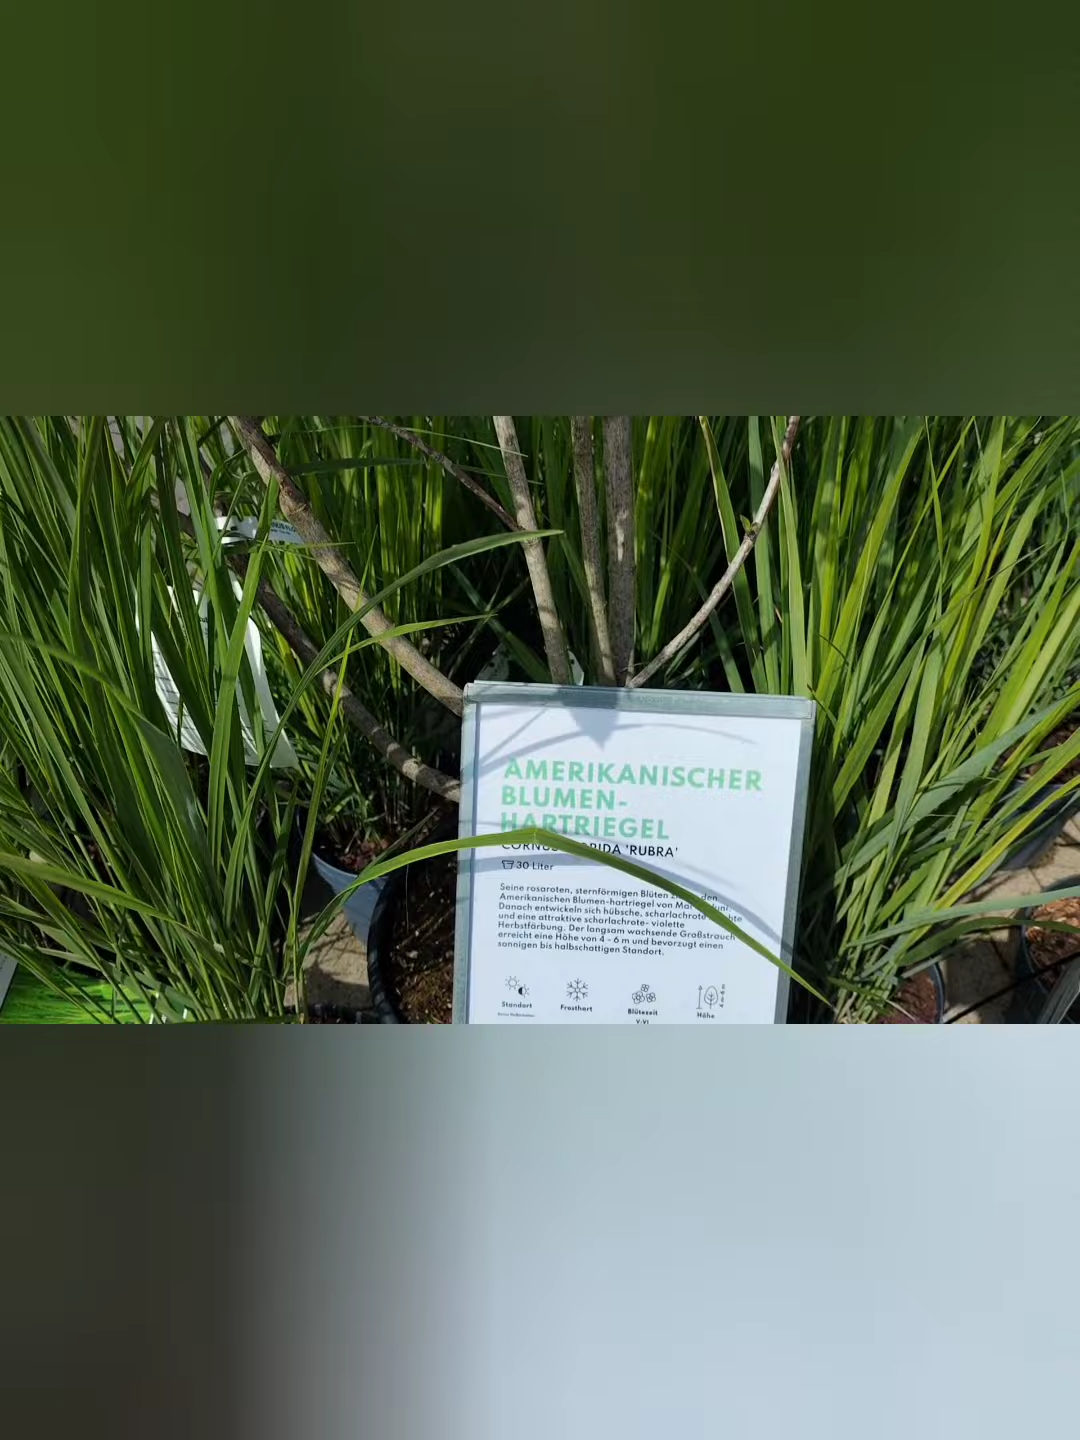 AMERIKANISCHER
BLUMEN-
HARTRIEGEL
'RUBRA'
30 Liter
Seine rosaroten, sternförmigen Blüten den
Amerikanischen Blumen-hartriegel von
Danach entwickeln sich hübsche, scharlachrote
und eine attraktive scharlachrote- violette
Herbstfärbung. Der langsam wachsende Großstrauch
erreicht eine Höhe von 4 - 6 m und bevorzugt einen
sonnigen bis halbschattigen Standort.
Standort
Frosthart
Blütezeit
Höhe